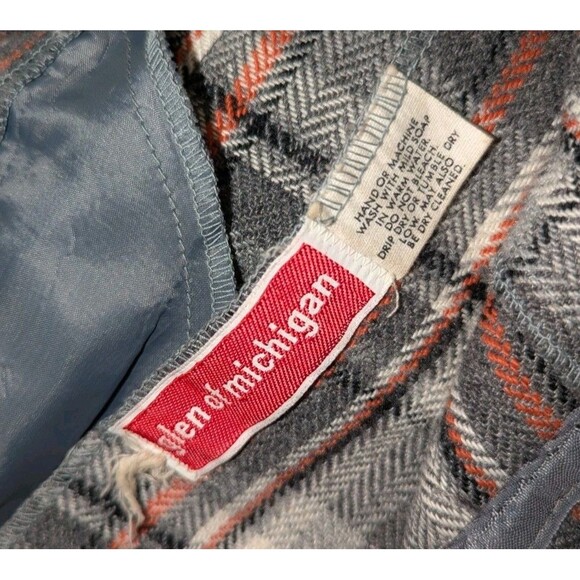 glen of michigan
HAND OR MACHINE
WASH WITH MILD SOAP
IN WARM WATER.
DO NOT BLEACH
DRIP DRY OR TUMBLE DRY
LOW. MAY ALSO
BE DRY CLEANED.